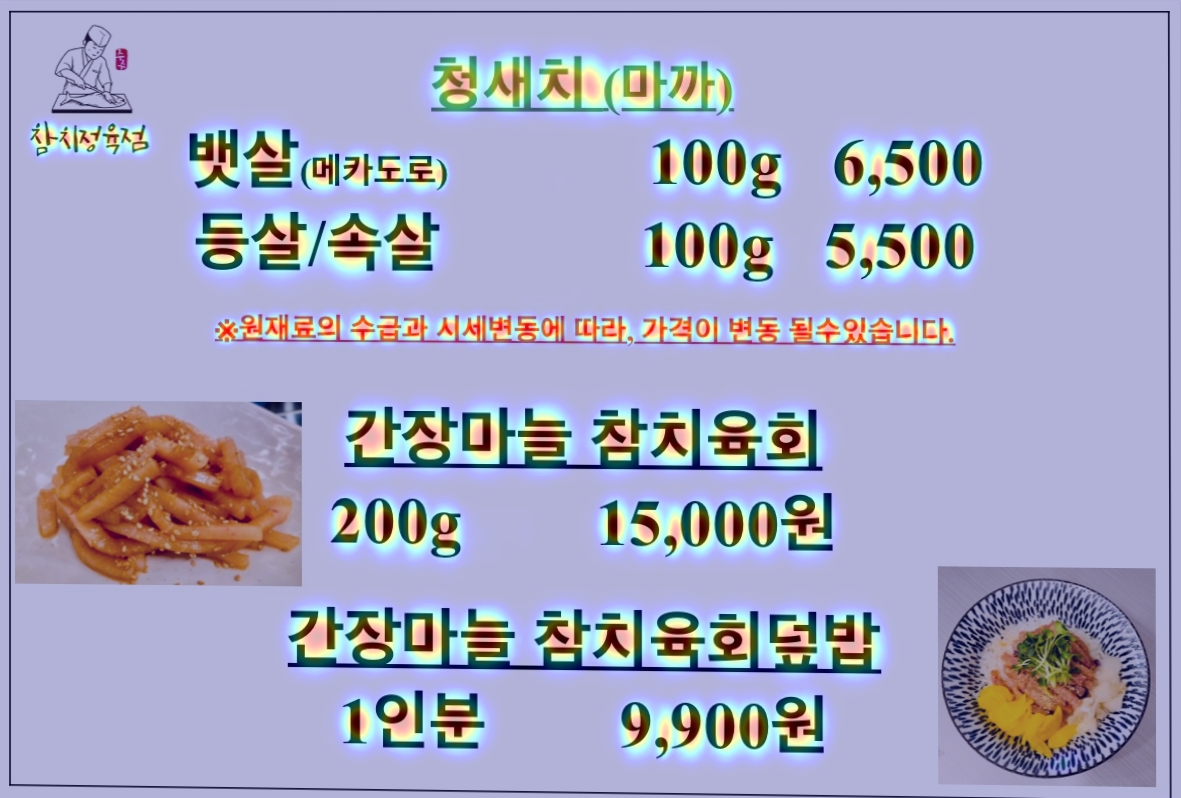 참치정육점
청새치 (마까)
뱃살(메카도로) 100g 6,500
등살/속살 100g 5,500
※원재료의 수급과 시세변동에 따라, 가격이 변동 될수있습니다.
간장마늘 참치육회
200g 15,000원
간장마늘 참치육회덮밥
1인분 9,900원